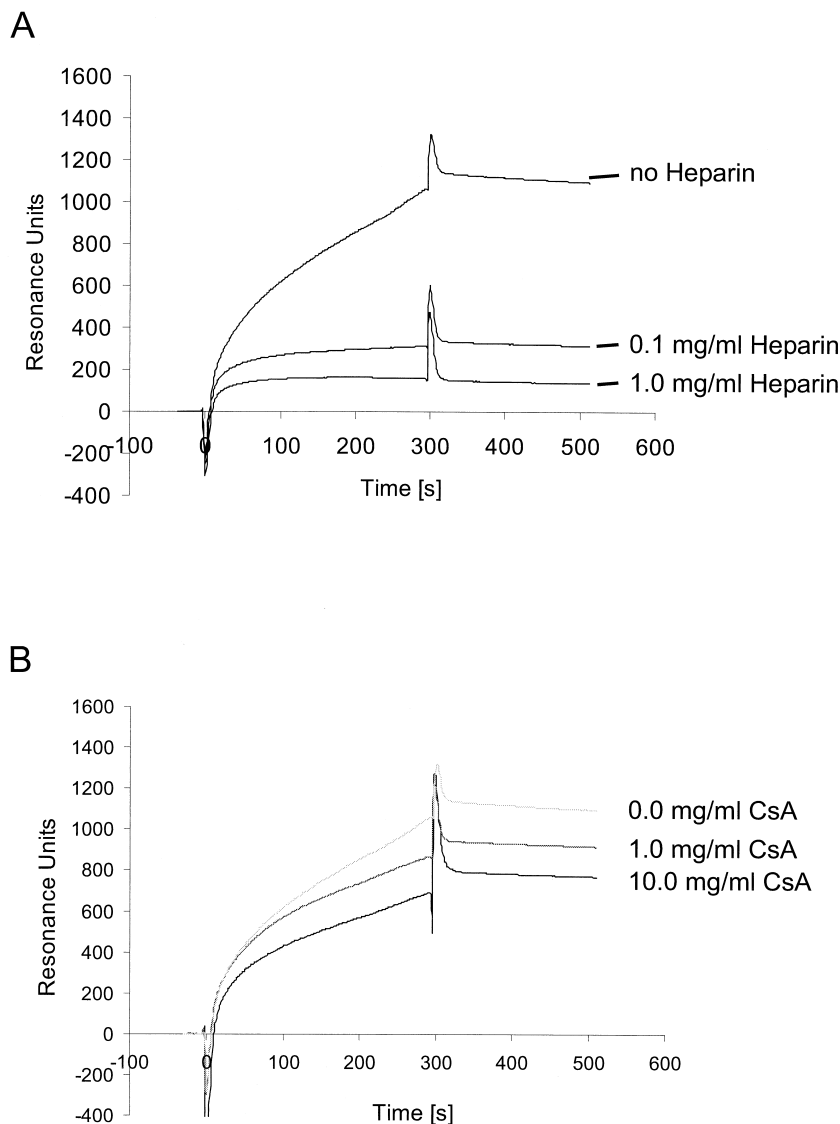 A
1600
1400
1200
1000
800
600
400
200
0
-200
-400
Resonance Units
-100 0 100 200 300 400 500 600
Time [s]
no Heparin
0.1 mg/ml Heparin
1.0 mg/ml Heparin
B
1600
1400
1200
1000
800
600
400
200
0
-200
-400
Resonance Units
-100 0 100 200 300 400 500 600
Time [s]
0.0 mg/ml CsA
1.0 mg/ml CsA
10.0 mg/ml CsA